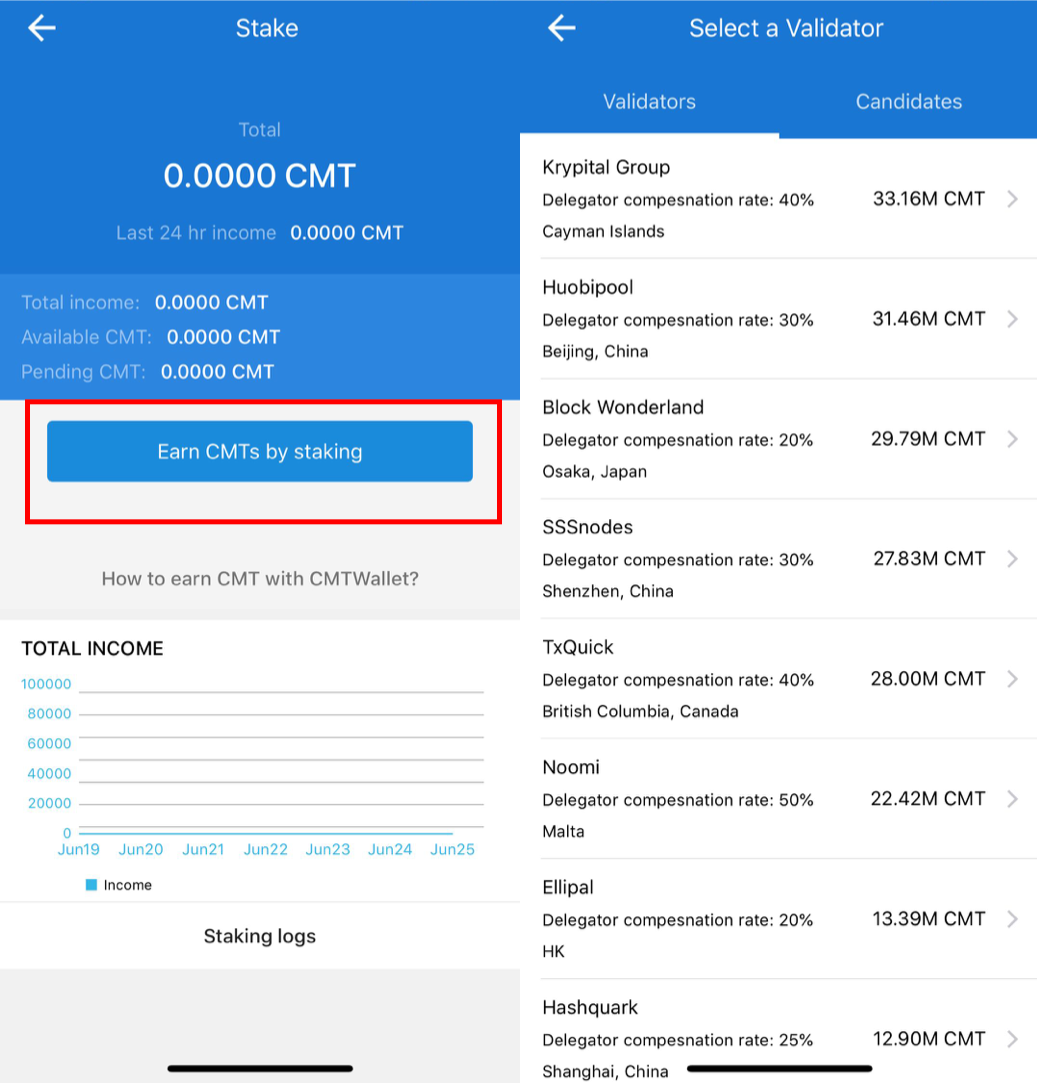 Stake
Total
0.0000 CMT
Last 24 hr income 0.0000 CMT
Total income: 0.0000 CMT
Available CMT: 0.0000 CMT
Pending CMT: 0.0000 CMT
Earn CMTs by staking
How to earn CMT with CMTWallet?
TOTAL INCOME
100000
80000
60000
40000
20000
0
Jun19 Jun20 Jun21 Jun22 Jun23 Jun24 Jun25
Income
Staking logs
Select a Validator
Validators Candidates
Krypital Group
Delegator compesnation rate: 40% 33.16M CMT
Cayman Islands
Huobipool
Delegator compesnation rate: 30% 31.46M CMT
Beijing, China
Block Wonderland
Delegator compesnation rate: 20% 29.79M CMT
Osaka, Japan
SSSnodes
Delegator compesnation rate: 30% 27.83M CMT
Shenzhen, China
TxQuick
Delegator compesnation rate: 40% 28.00M CMT
British Columbia, Canada
Noomi
Delegator compesnation rate: 50% 22.42M CMT
Malta
Ellipal
Delegator compesnation rate: 20% 13.39M CMT
HK
Hashquark
Delegator compesnation rate: 25% 12.90M CMT
Shanghai, China